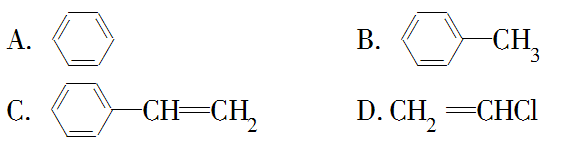 A. B. -CH₃
C. -CH=CH₂ D. CH₂=CHCl